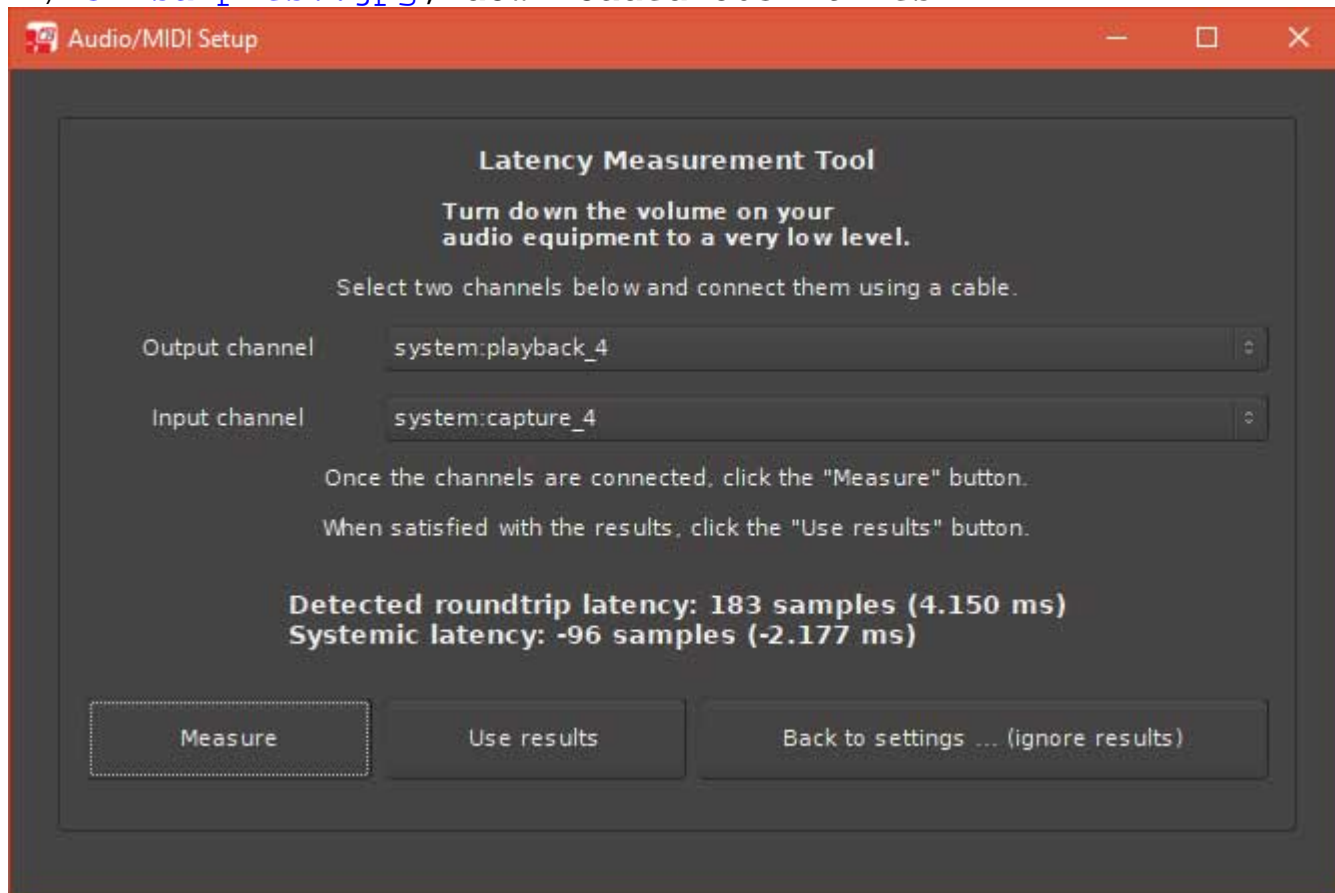 Audio/MIDI Setup
Latency Measurement Tool
Turn down the volume on your
audio equipment to a very low level.
Select two channels below and connect them using a cable.
Output channel system:playback_4
Input channel system:capture_4
Once the channels are connected, click the "Measure" button.
When satisfied with the results, click the "Use results" button.
Detected roundtrip latency: 183 samples (4.150 ms)
Systemic latency: -96 samples (-2.177 ms)
Measure Use results Back to settings ... (ignore results)